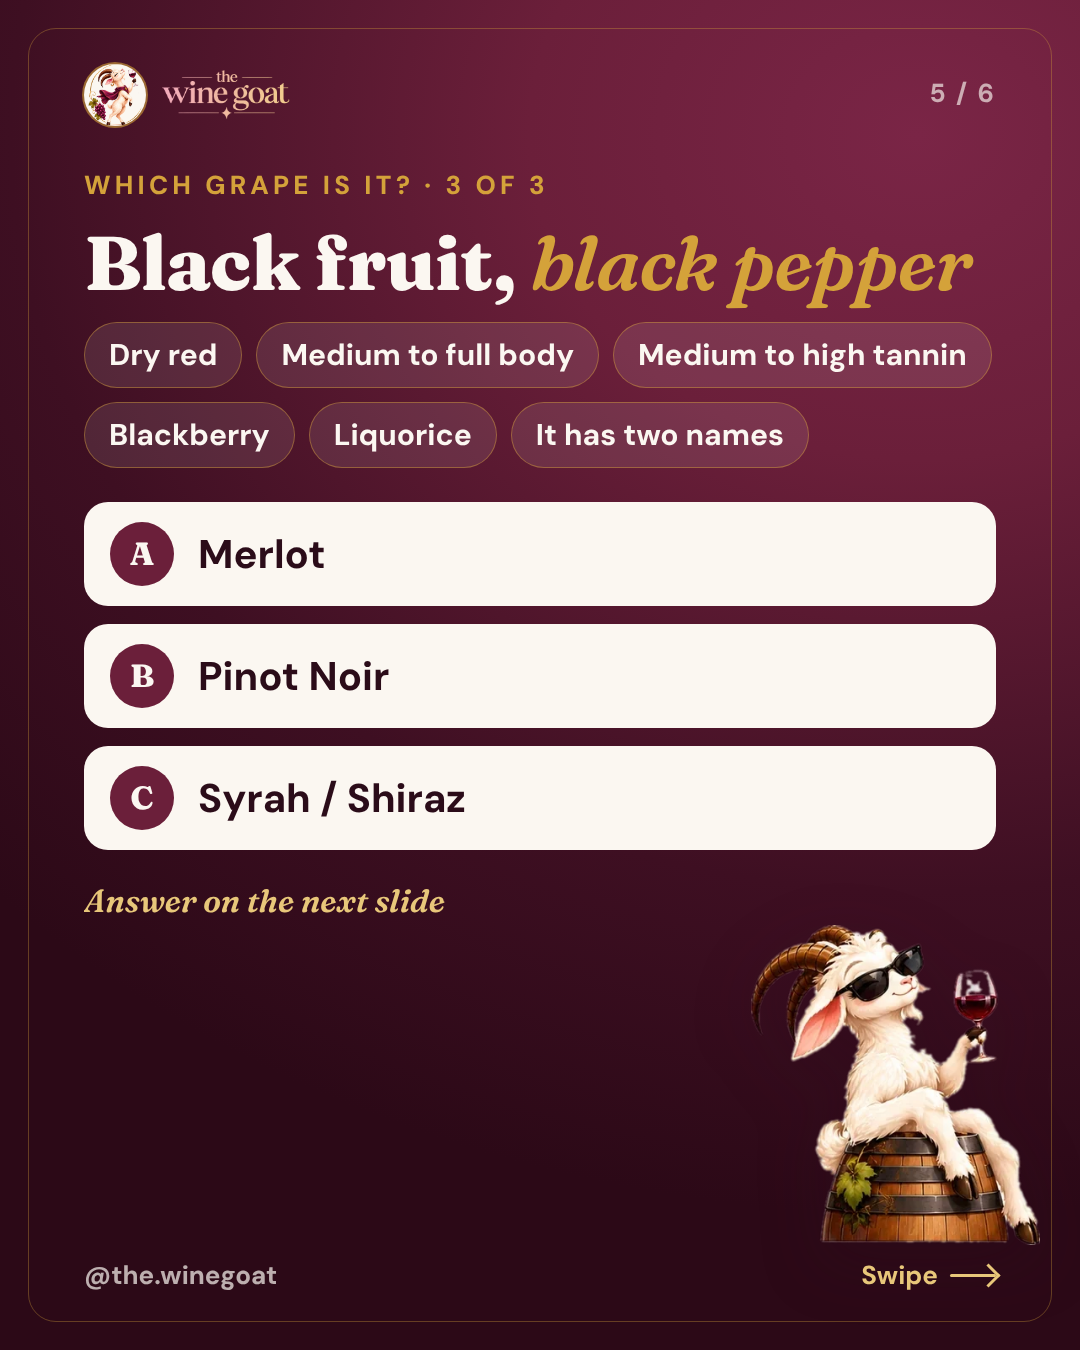 the
wine goat
5 / 6
WHICH GRAPE IS IT? · 3 OF 3
Black fruit, black pepper
Dry red
Medium to full body
Medium to high tannin
Blackberry
Liquorice
It has two names
A Merlot
B Pinot Noir
C Syrah / Shiraz
Answer on the next slide
@the.winegoat
Swipe